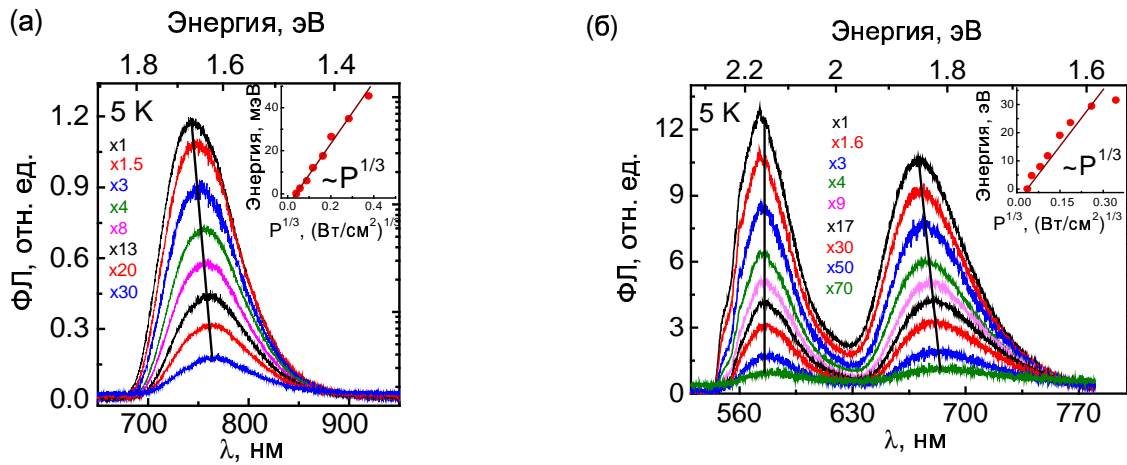 (а)
Энергия, эВ
1.8 1.6 1.4
5 K
x1
x1.5
x3
x4
x8
x13
x20
x30
ФЛ, отн. ед.
1.2
0.9
0.6
0.3
0.0
700 800 900
λ, нм
Энергия, мэВ
40
20
0
~P^1/3
0.0 0.2 0.4
P^1/3, (Вт/см²)^1/3
(б)
Энергия, эВ
2.2 2 1.8 1.6
5 K
x1
x1.6
x3
x4
x9
x17
x30
x50
x70
ФЛ, отн. ед.
12
9
6
3
0
560 630 700 770
λ, нм
Энергия, эВ
30
20
10
0
~P^1/3
0.00 0.15 0.30
P^1/3, (Вт/см²)^1/3